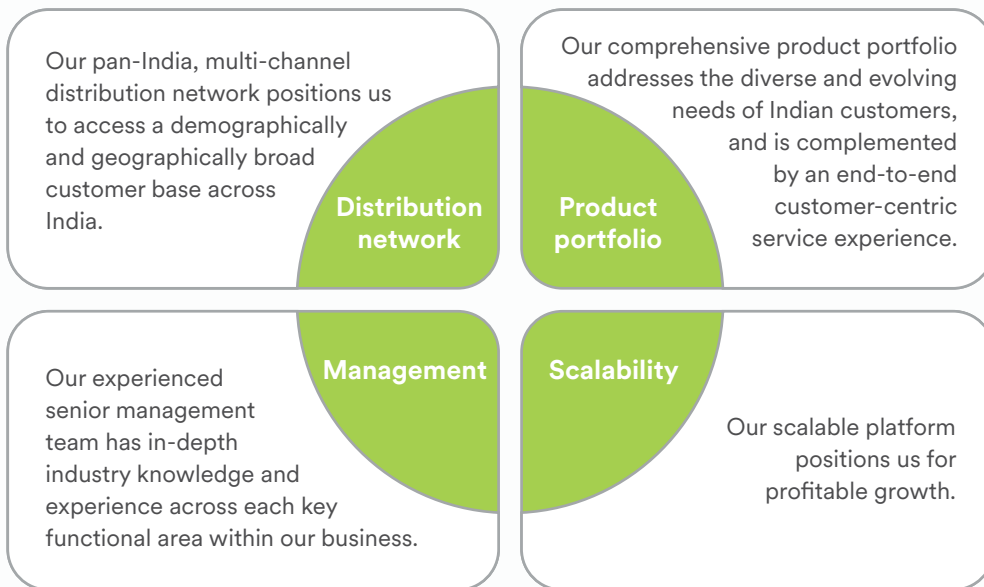 Our pan-India, multi-channel
distribution network positions us
to access a demographically
and geographically broad
customer base across
India.
Distribution
network
Our comprehensive product portfolio
addresses the diverse and evolving
needs of Indian customers,
and is complemented
by an end-to-end
customer-centric
service experience.
Product
portfolio
Management
Our experienced
senior management
team has in-depth
industry knowledge and
experience across each key
functional area within our business.
Scalability
Our scalable platform
positions us for
profitable growth.